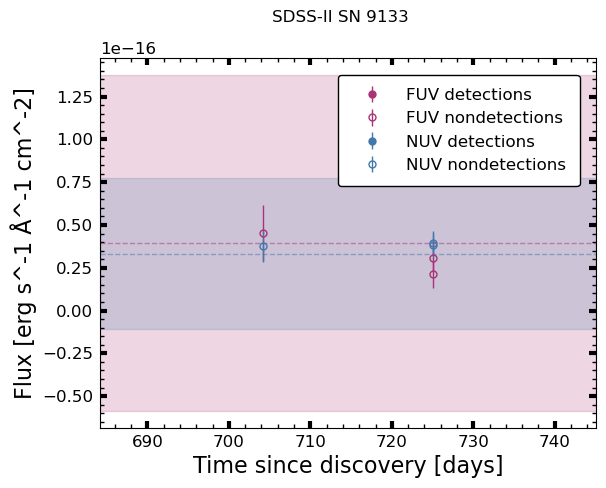 SDSS-II SN 9133
1e−16
FUV detections
FUV nondetections
NUV detections
NUV nondetections
1.25
1.00
0.75
0.50
0.25
0.00
−0.25
−0.50
Flux [erg s^-1 Å^-1 cm^-2]
690 700 710 720 730 740
Time since discovery [days]